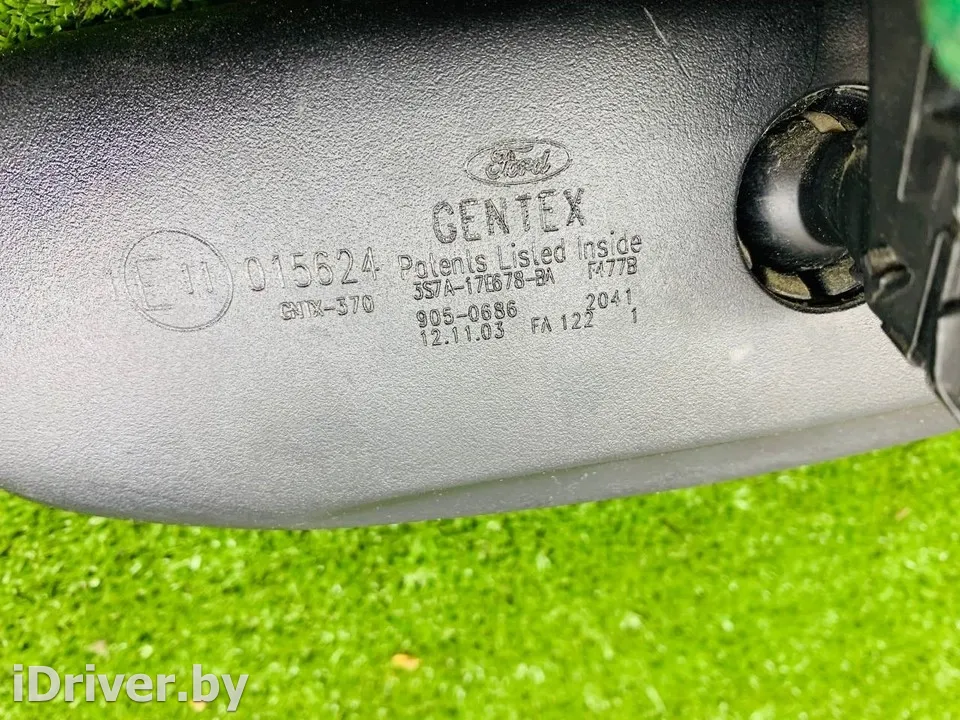 Ford
GENTEX
E11 015624 Patents Listed Inside
GNTX-370 3S7A-17E678-BA F477B
905-0686 2041
12.11.03 FA 122 1
iDriver.by